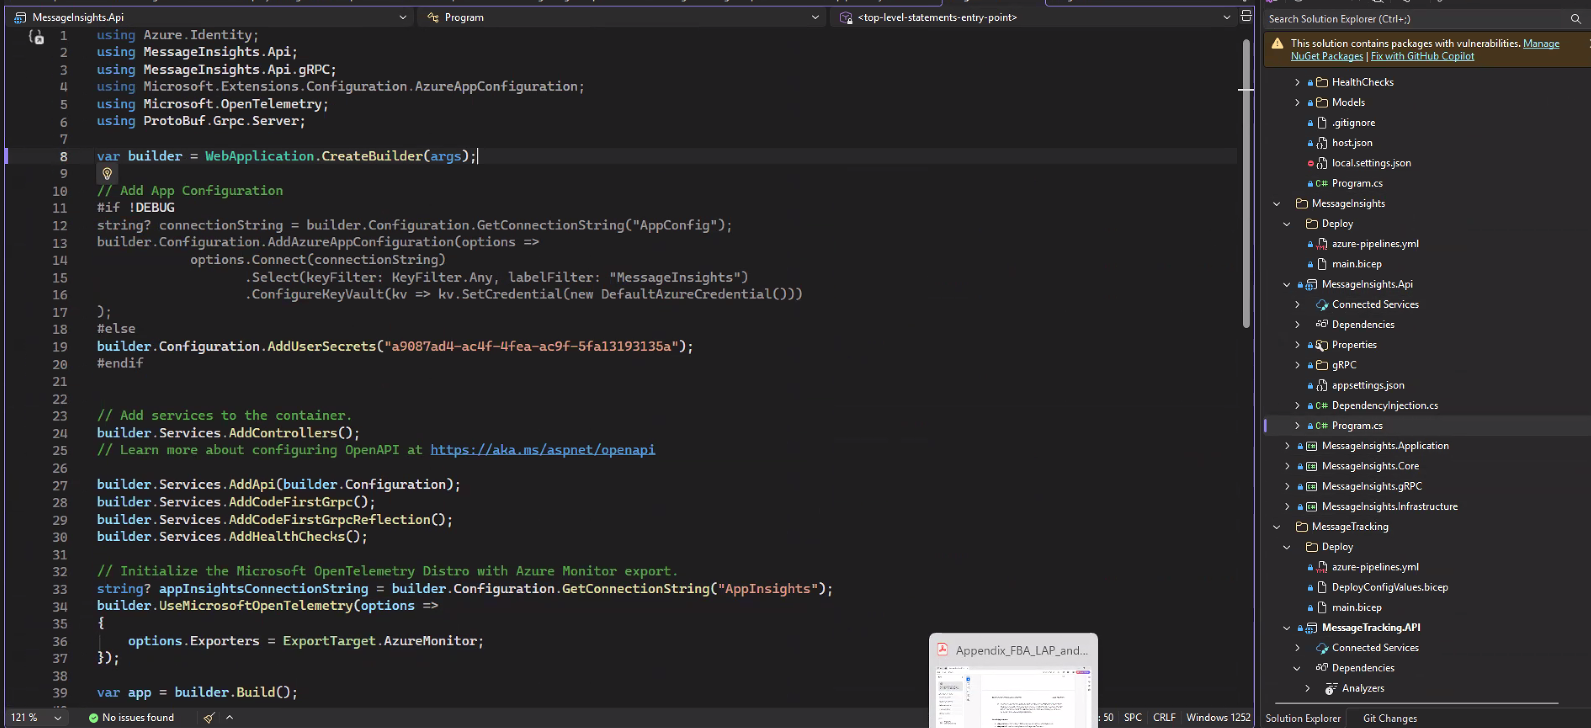 MessageInsights.Api
Program
<top-level-statements-entry-point>
1 using Azure.Identity;
2 using MessageInsights.Api;
3 using MessageInsights.Api.gRPC;
4 using Microsoft.Extensions.Configuration.AzureAppConfiguration;
5 using Microsoft.OpenTelemetry;
6 using ProtoBuf.Grpc.Server;
7
8 var builder = WebApplication.CreateBuilder(args);
9
10 // Add App Configuration
11 #if !DEBUG
12 string? connectionString = builder.Configuration.GetConnectionString("AppConfig");
13 builder.Configuration.AddAzureAppConfiguration(options =>
14 options.Connect(connectionString)
15 .Select(keyFilter: KeyFilter.Any, labelFilter: "MessageInsights")
16 .ConfigureKeyVault(kv => kv.SetCredential(new DefaultAzureCredential()))
17 );
18 #else
19 builder.Configuration.AddUserSecrets("a9087ad4-ac4f-4fea-ac9f-5fa13193135a");
20 #endif
21
22
23 // Add services to the container.
24 builder.Services.AddControllers();
25 // Learn more about configuring OpenAPI at https://aka.ms/aspnet/openapi
26
27 builder.Services.AddApi(builder.Configuration);
28 builder.Services.AddCodeFirstGrpc();
29 builder.Services.AddCodeFirstGrpcReflection();
30 builder.Services.AddHealthChecks();
31
32 // Initialize the Microsoft OpenTelemetry Distro with Azure Monitor export.
33 string? appInsightsConnectionString = builder.Configuration.GetConnectionString("AppInsights");
34 builder.UseMicrosoftOpenTelemetry(options =>
35 {
36 options.Exporters = ExportTarget.AzureMonitor;
37 });
38
39 var app = builder.Build();
121 %
No issues found
Appendix_FBA_LAP_and...
: 50
SPC
CRLF
Windows 1252
Search Solution Explorer (Ctrl+;)
This solution contains packages with vulnerabilities. Manage
NuGet Packages | Fix with GitHub Copilot
HealthChecks
Models
.gitignore
host.json
local.settings.json
C# Program.cs
MessageInsights
Deploy
azure-pipelines.yml
main.bicep
MessageInsights.Api
Connected Services
Dependencies
Properties
gRPC
appsettings.json
C# DependencyInjection.cs
C# Program.cs
MessageInsights.Application
MessageInsights.Core
MessageInsights.gRPC
MessageInsights.Infrastructure
MessageTracking
Deploy
azure-pipelines.yml
DeployConfigValues.bicep
main.bicep
MessageTracking.API
Connected Services
Dependencies
Analyzers
Solution Explorer
Git Changes